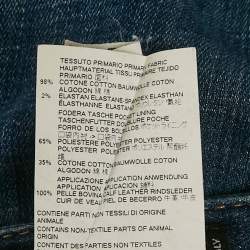 TESSUTO PRIMARIO PRIMARY FABRIC
HAUPTMATERIAL TISSU PRIMAIRE TEJIDO
PRIMARIO
98% COTONE COTTON BAUMWOLLE COTON
ALGODON
2% ELASTAN ELASTANE-SPANDEX ELASTHAN
ÉLASTHANNE
FODERA TASCHE POCKET LINING
TASCHENFUTTER DOUBLURE POCHE
FORRO DE LOS BOLSILLOS
65% POLIESTERE POLYESTER POLYESTER
POLYESTER POLIESTER
35% COTONE COTTON BAUMWOLLE COTON
ALGODON
APPLICAZIONE APPLICATION ANWENDUNG
APPLICATION APLICACIÓN
100% PELLE BOVINA CALF LEATHER RINDSLEDER
CUIR DE VEAU PIEL DE BECERRO
CONTIENE PARTI NON TESSILI DI ORIGINE
ANIMALE
CONTAINS NON-TEXTILE PARTS OF ANIMAL
ORIGIN
CONTIENT DES PARTIES NON